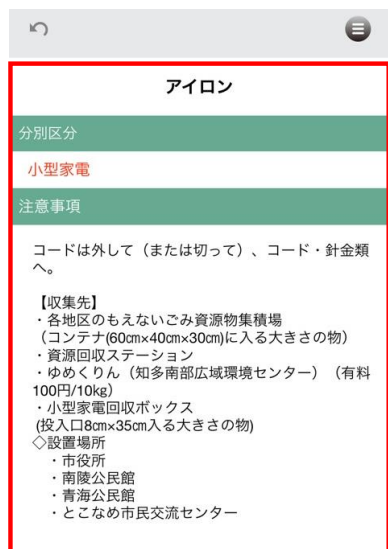 アイロン
分別区分
小型家電
注意事項
コードは外して（または切って）、コード・針金類
へ。
【収集先】
・各地区のもえないごみ資源物集積場
（コンテナ(60㎝×40㎝×30㎝)に入る大きさの物）
・資源回収ステーション
・ゆめくりん（知多南部広域環境センター）（有料
100円/10㎏）
・小型家電回収ボックス
(投入口8㎝×35㎝入る大きさの物)
◇設置場所
・市役所
・南陵公民館
・青海公民館
・とこなめ市民交流センター